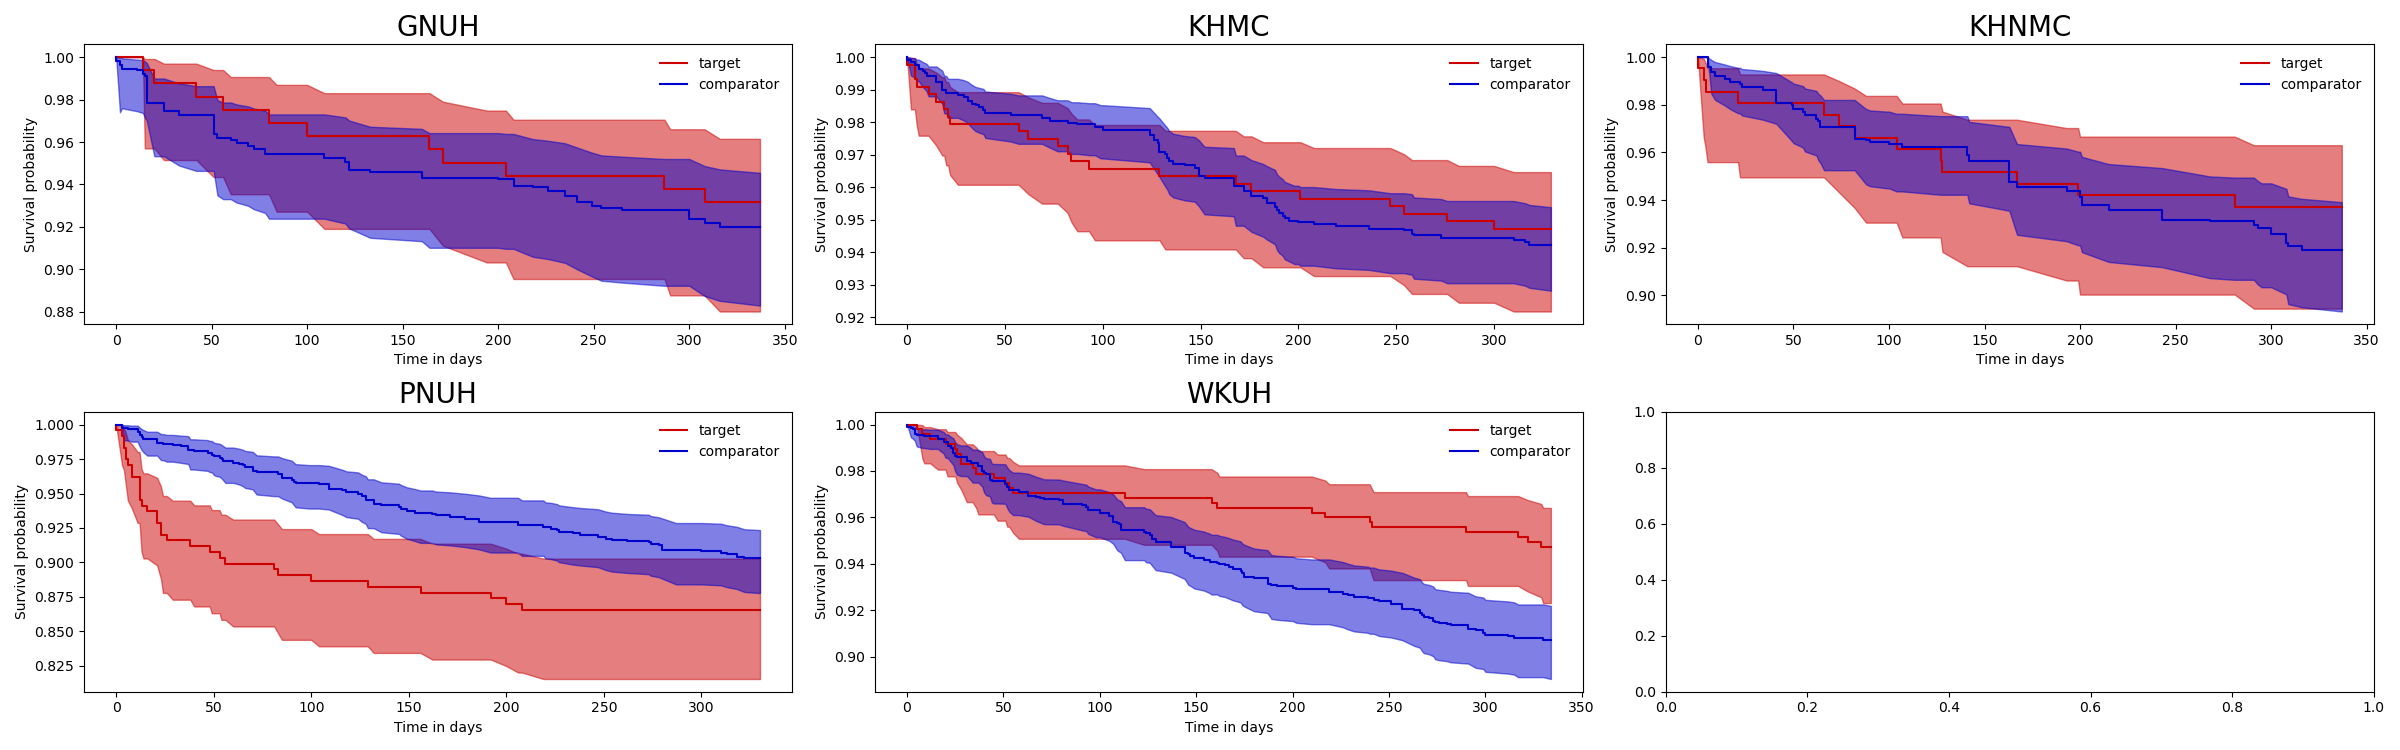 GNUH
1.00
0.98
0.96
0.94
0.92
0.90
0.88
Survival probability
target
comparator
0 50 100 150 200 250 300 350
Time in days
KHMC
1.00
0.99
0.98
0.97
0.96
0.95
0.94
0.93
0.92
Survival probability
target
comparator
0 50 100 150 200 250 300
Time in days
KHNMC
1.00
0.98
0.96
0.94
0.92
0.90
Survival probability
target
comparator
0 50 100 150 200 250 300 350
Time in days
PNUH
1.000
0.975
0.950
0.925
0.900
0.875
0.850
0.825
Survival probability
target
comparator
0 50 100 150 200 250 300
Time in days
WKUH
1.00
0.98
0.96
0.94
0.92
0.90
Survival probability
target
comparator
0 50 100 150 200 250 300 350
Time in days
1.0
0.8
0.6
0.4
0.2
0.0
0.0 0.2 0.4 0.6 0.8 1.0